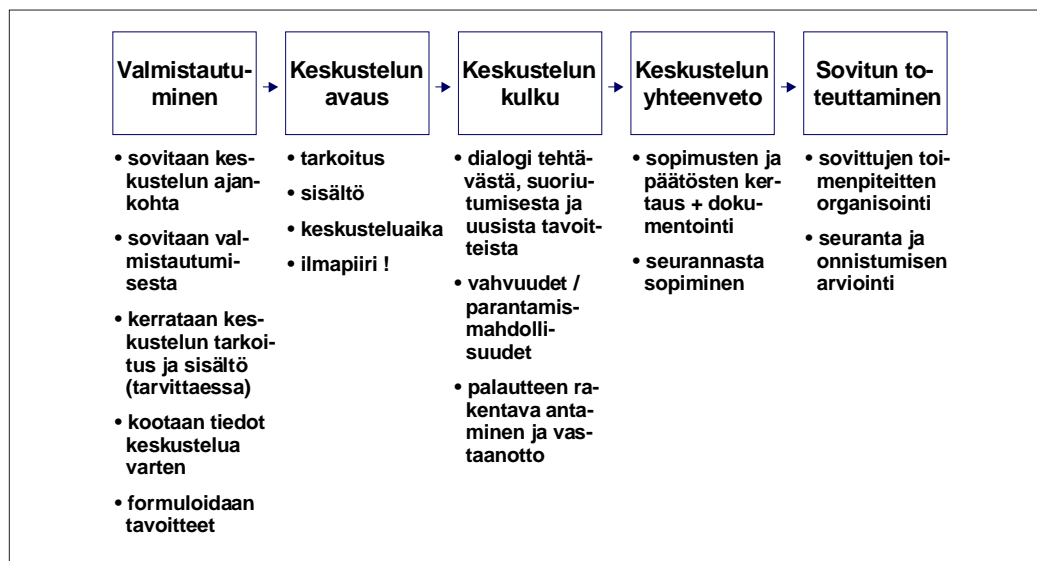 Valmistautu-
minen
• sovitaan kes-
kustelun ajan-
kohta
• sovitaan val-
mistautumi-
sesta
• kerrataan kes-
kustelun tarkoi-
tus ja sisältö
(tarvittaessa)
• kootaan tiedot
keskustelua
varten
• formuloidaan
tavoitteet
Keskustelun
avaus
• tarkoitus
• sisältö
• keskusteluaika
• ilmapiiri !
Keskustelun
kulku
• dialogi tehtä-
västä, suoriu-
tumisesta ja
uusista tavoit-
teista
• vahvuudet /
parantamis-
mahdolli-
suudet
• palautteen ra-
kentava anta-
minen ja vas-
taanotto
Keskustelun
yhteenveto
• sopimusten ja
päätösten ker-
taus + doku-
mentointi
• seurannasta
sopiminen
Sovitun to-
teuttaminen
• sovittujen toi-
menpiteitten
organisointi
• seuranta ja
onnistumisen
arviointi